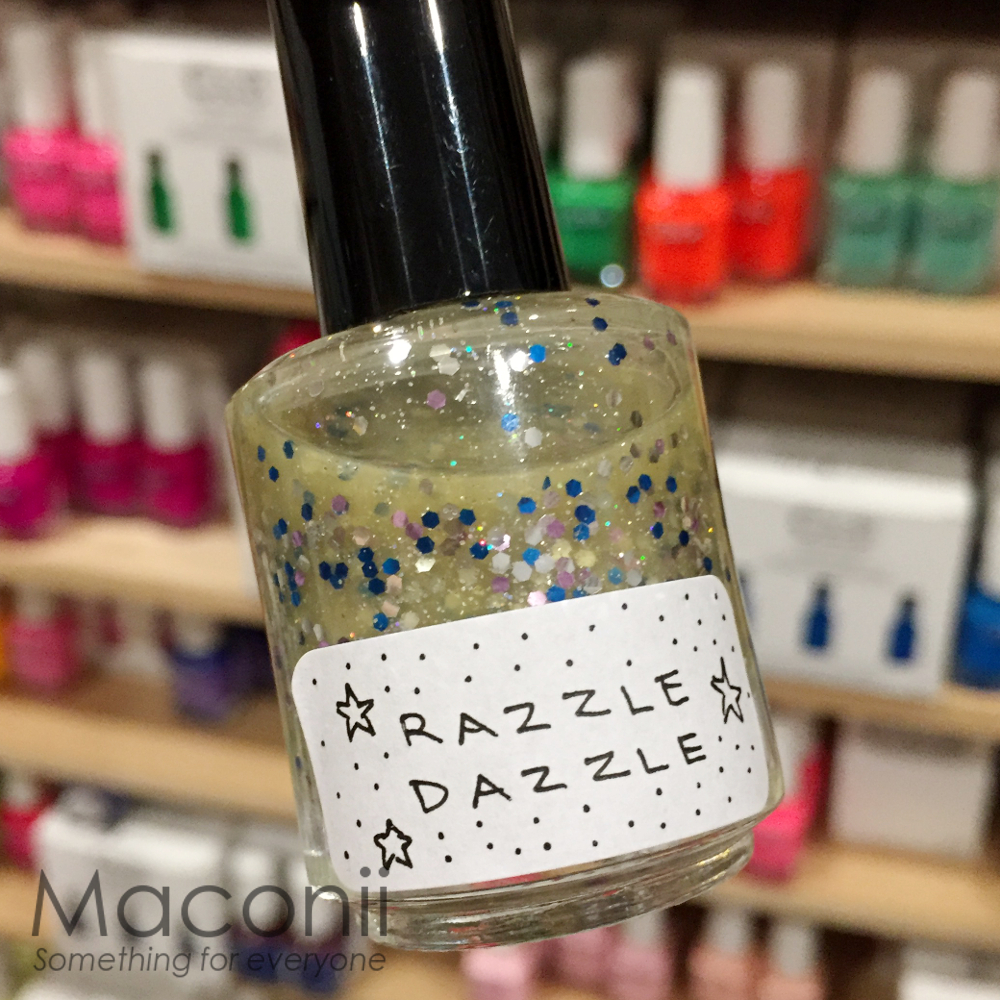 RAZZLE
DAZZLE
Maconii
Something for everyone